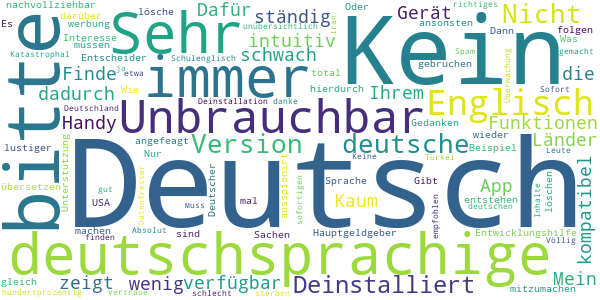 nachvollziehbar
darüber
Dafür
ständig
Gerät
Oder
ansonsten
Nicht
Es
werbung
lösche
Sehr
unübersichtlich
iran
Dann
richtiges
Interesse
müssen
intuitiv
Was
folgen
Katastrophal
Entscheider
ja
Schulenglisch
schwach
Kein
Spam
gemacht
bitte
Finde
Wie
etwa
immer
total
gebruchen
Überwachung
die
dadurch
Deutschland
Deinstallation
danke
hierdurch
Ihrem
Sofort
Handy
Unbrauchbar
Englisch
Gedanken
Funktionen
lustiger
Unterstützung
angefeagt
Version
deutsche
wieder
Beispiel
Länder
Nur
Keine
Türkei
Leute
übersetzen
Datenfresser
Deutscher
Deutsch
ausspioniert
Sprache
Kaum
Gibt
App
Inhalte
löschen
kompatibel
gut
USA
Muss
mal
sofortigen
empfohlen
entstehen
deutschen
machen
Absolut
sind
Sachen
Hauptgeldgeber
Entwicklungshilfe
finden
deutschsprachige
Völlig
gleich
zeigt
wenig
verfügbar
Mein
hundertprozentig
Vertraue
schlecht
sterben
Deinstalliert
mitzumachen